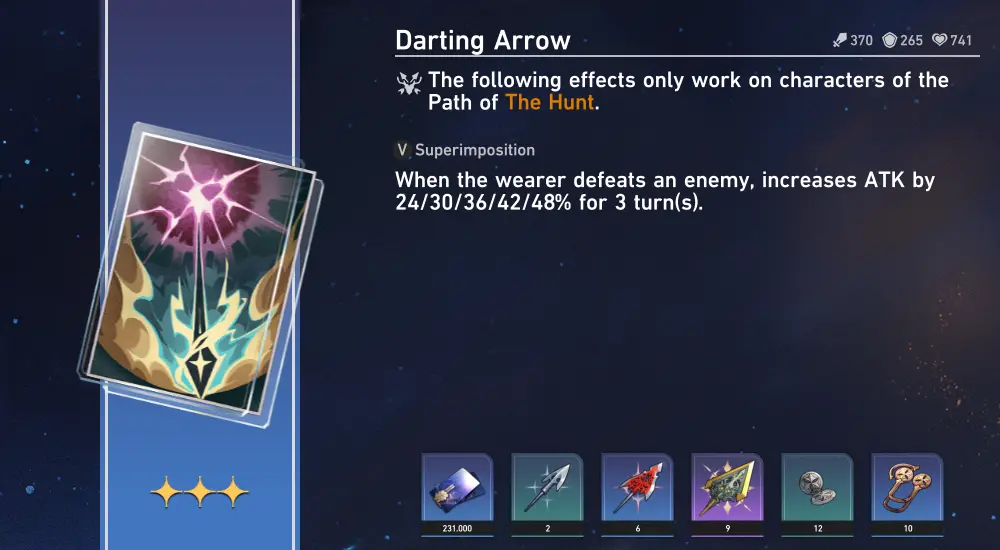 Darting Arrow
370 265 741
The following effects only work on characters of the
Path of The Hunt.
V Superimposition
When the wearer defeats an enemy, increases ATK by
24/30/36/42/48% for 3 turn(s).
231.000 2 6 9 12 10